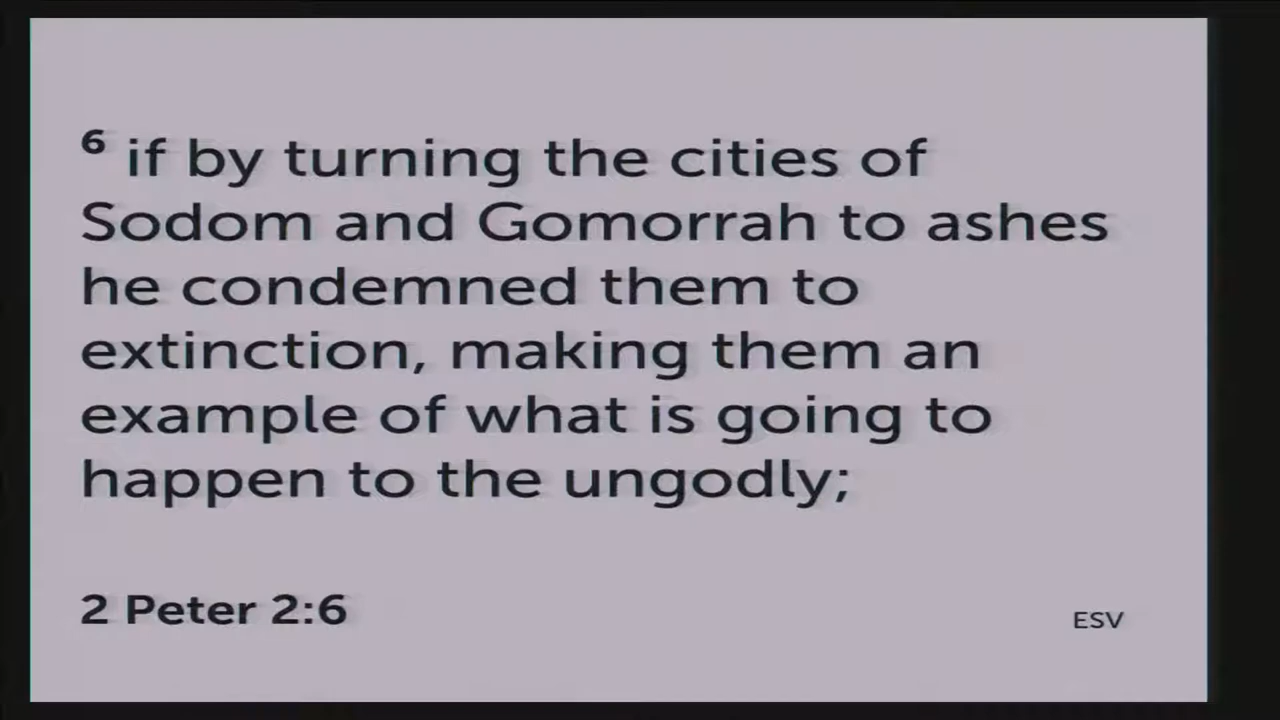 6 if by turning the cities of
Sodom and Gomorrah to ashes
he condemned them to
extinction, making them an
example of what is going to
happen to the ungodly;
2 Peter 2:6
ESV